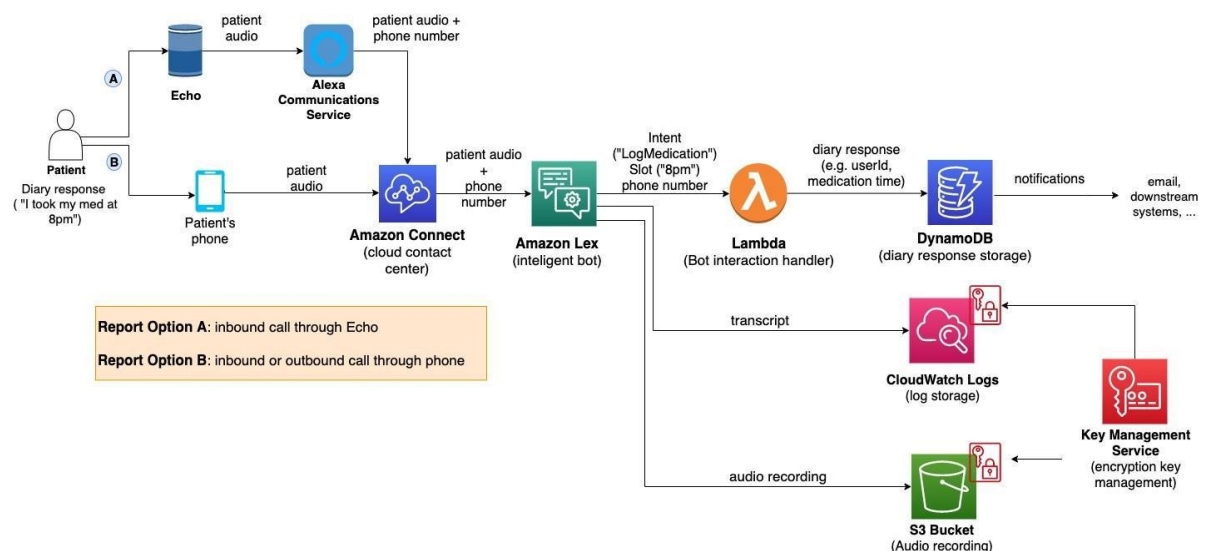 patient
audio
patient audio +
phone number
A
Echo
Alexa
Communications
Service
Patient
Diary response
( "I took my med at
8pm")
B
Patient's
phone
patient
audio
Amazon Connect
(cloud contact
center)
patient audio
+
phone
number
Amazon Lex
(inteligent bot)
Intent
("LogMedication")
Slot ("8pm")
phone number
Lambda
(Bot interaction handler)
diary response
(e.g. userId,
medication time)
DynamoDB
(diary response storage)
notifications
email,
downstream
systems, ...
Report Option A: inbound call through Echo
Report Option B: inbound or outbound call through phone
transcript
CloudWatch Logs
(log storage)
Key Management
Service
(encryption key
management)
audio recording
S3 Bucket
(Audio recording)